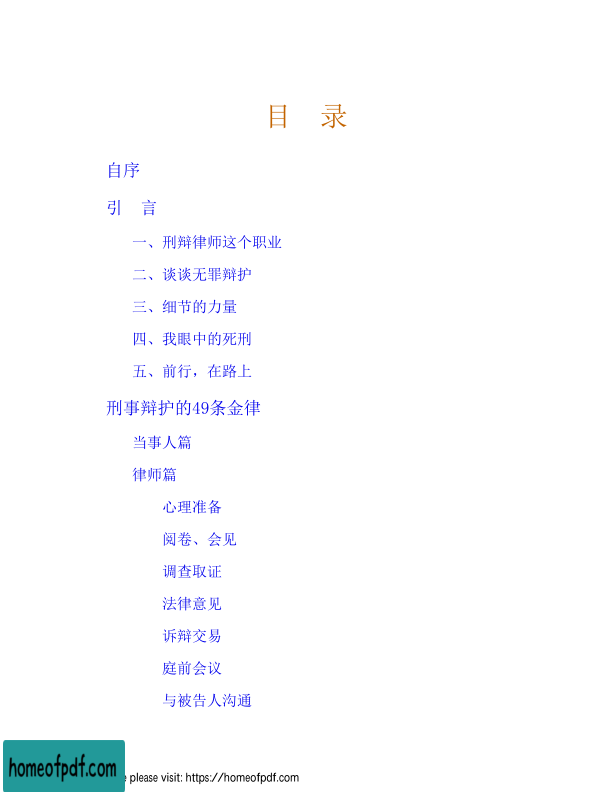 目 录
自序
引 言
一、刑辩律师这个职业
二、谈谈无罪辩护
三、细节的力量
四、我眼中的死刑
五、前行，在路上
刑事辩护的49条金律
当事人篇
律师篇
心理准备
阅卷、会见
调查取证
法律意见
诉辩交易
庭前会议
与被告人沟通
homeofpdf.com
please visit: https://homeofpdf.com